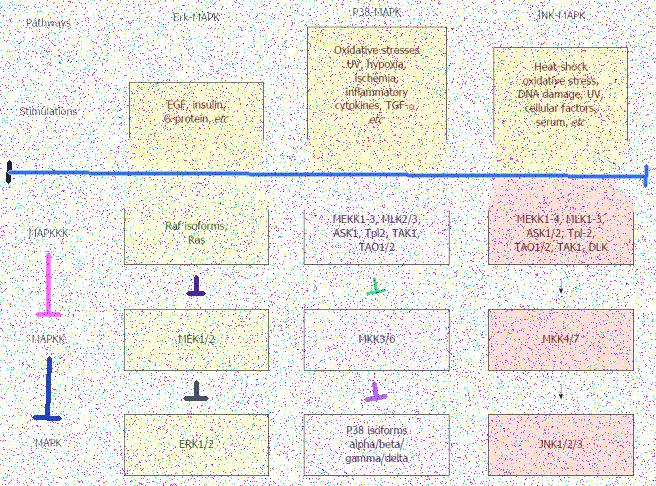 Pathways
Erk-MAPK
P38-MAPK
JNK-MAPK
Stimulations
EGF, insulin,
G-protein, etc
Oxidative stresses
UV, hypoxia,
ischemia,
inflammatory
cytokines, TGF-α,
etc
Heat-shock
oxidative stress,
DNA damage, UV,
cellular factors,
serum, etc
MAPKKK
Raf isoforms,
Ras
MEKK1-3, MLK2/3,
ASK1, Tpl2, TAK1,
TAO1/2
MEKK1-4, MLK1-3,
ASK1/2, Tpl-2,
TAO1/2, TAK1, DLK
MAPKK
MEK1/2
MKK3/6
MKK4/7
MAPK
ERK1/2
P38 isoforms
alpha/beta/
gamma/delta
JNK1/2/3